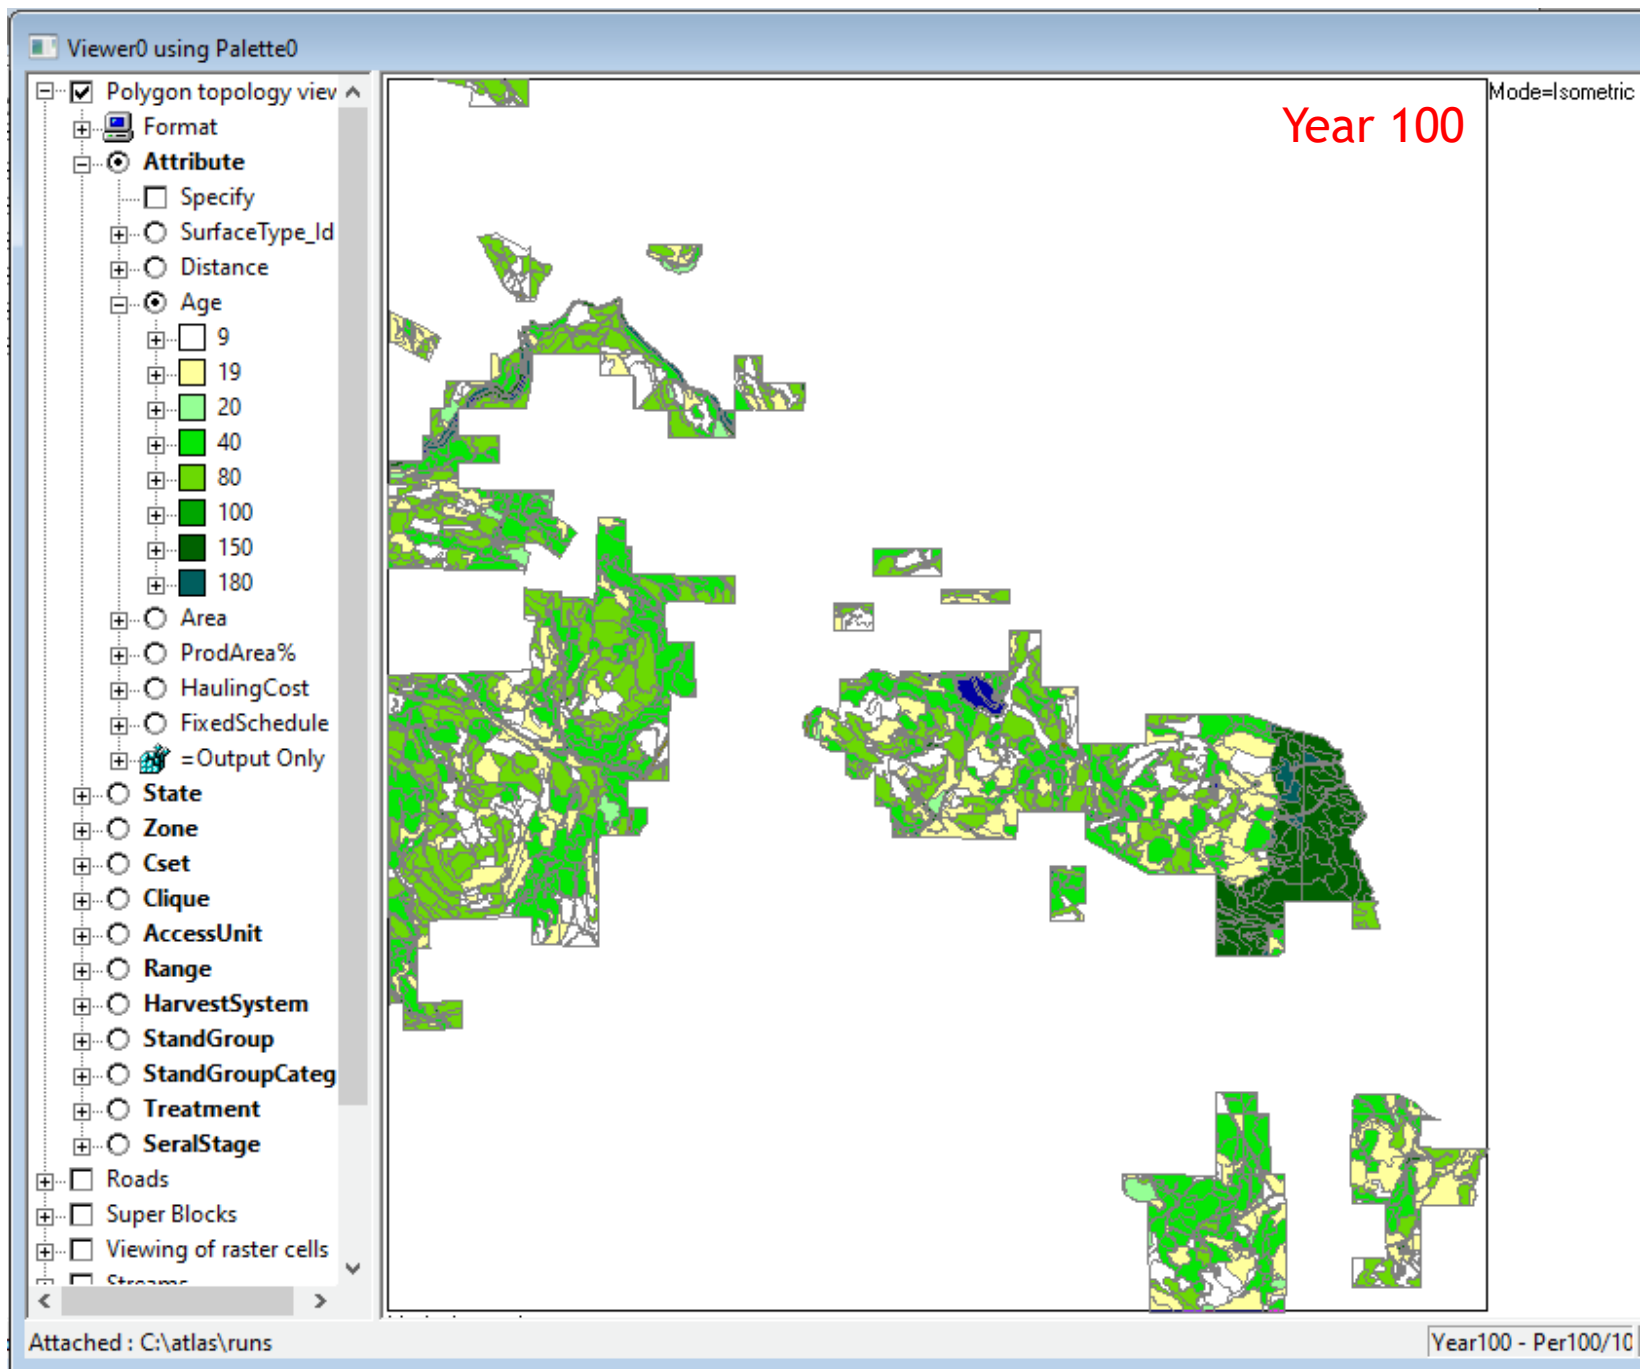 Viewer0 using Palette0
Polygon topology view
Format
Attribute
Specify
SurfaceType_Id
Distance
Age
9
19
20
40
80
100
150
180
Area
ProdArea%
HaulingCost
FixedSchedule
=Output Only
State
Zone
Cset
Clique
AccessUnit
Range
HarvestSystem
StandGroup
StandGroupCateg
Treatment
SeralStage
Roads
Super Blocks
Viewing of raster cells
Streams
Year 100
Mode=Isometric
Attached : C:\atlas\runs
Year100 - Per100/10